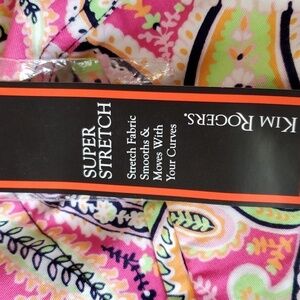 KIM ROGERS.
SUPER
STRETCH
Stretch Fabric
Smooths &
Moves With
Your Curves